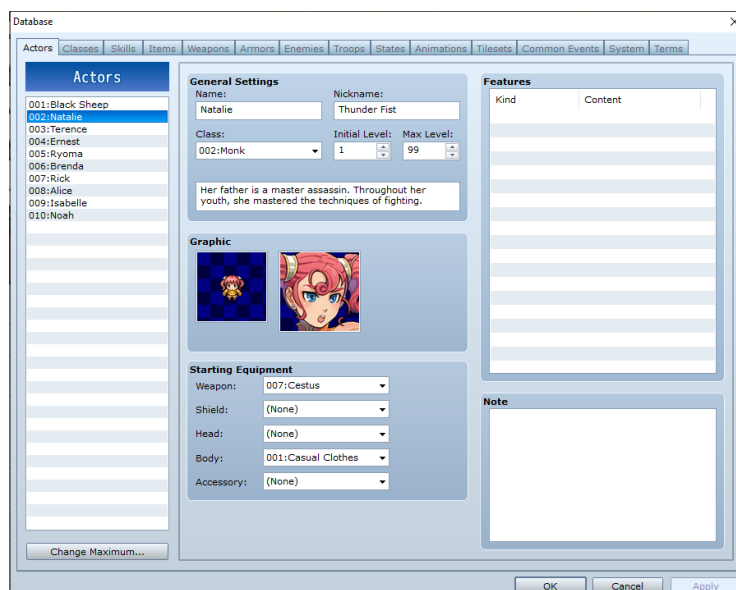 Database
Actors Classes Skills Items Weapons Armors Enemies Troops States Animations Tilesets Common Events System Terms
Actors
001:Black Sheep
002:Natalie
003:Terence
004:Ernest
005:Ryoma
006:Brenda
007:Rick
008:Alice
009:Isabelle
010:Noah
Change Maximum...
General Settings
Name: Nickname:
Natalie Thunder Fist
Class: Initial Level: Max Level:
002:Monk 1 99
Her father is a master assassin. Throughout her
youth, she mastered the techniques of fighting.
Graphic
Starting Equipment
Weapon: 007:Cestus
Shield: (None)
Head: (None)
Body: 001:Casual Clothes
Accessory: (None)
Features
Kind Content
Note
OK Cancel Apply